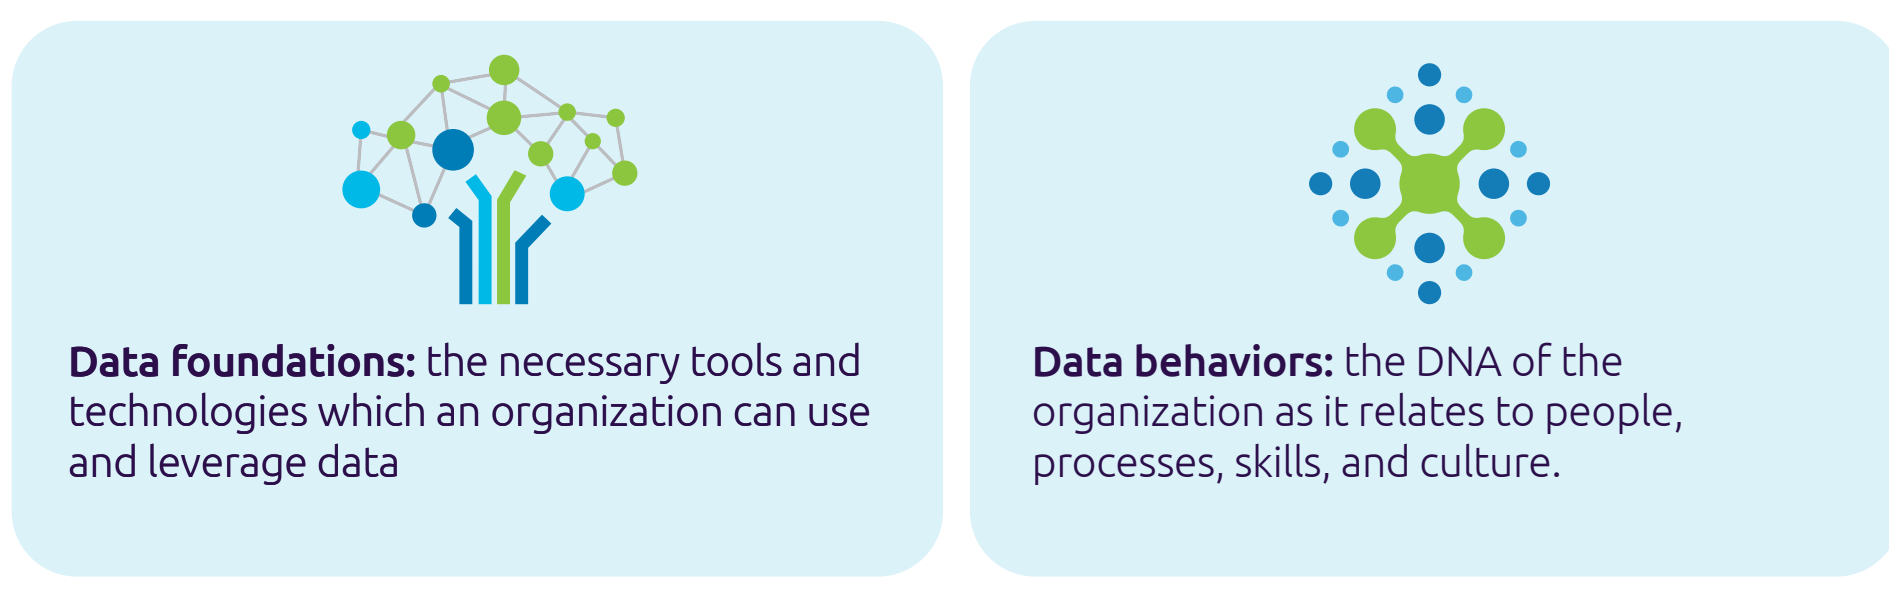 Data foundations: the necessary tools and
technologies which an organization can use
and leverage data
Data behaviors: the DNA of the
organization as it relates to people,
processes, skills, and culture.